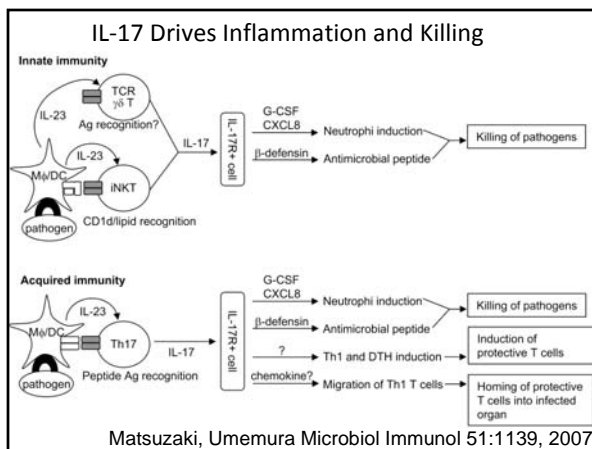 IL-17 Drives Inflammation and Killing
Innate immunity
TCR
γδ T
IL-23
Ag recognition?
IL-23
Mϕ/DC
iNKT
pathogen
CD1d/lipid recognition
IL-17
IL-17R+ cell
G-CSF
CXCL8
Neutrophi induction
β-defensin
Antimicrobial peptide
Killing of pathogens
Acquired immunity
IL-23
Mϕ/DC
Th17
pathogen
Peptide Ag recognition
IL-17
IL-17R+ cell
G-CSF
CXCL8
Neutrophi induction
β-defensin
Antimicrobial peptide
Killing of pathogens
?
Th1 and DTH induction
Induction of
protective T cells
chemokine?
Migration of Th1 T cells
Homing of protective
T cells into infected
organ
Matsuzaki, Umemura Microbiol Immunol 51:1139, 2007